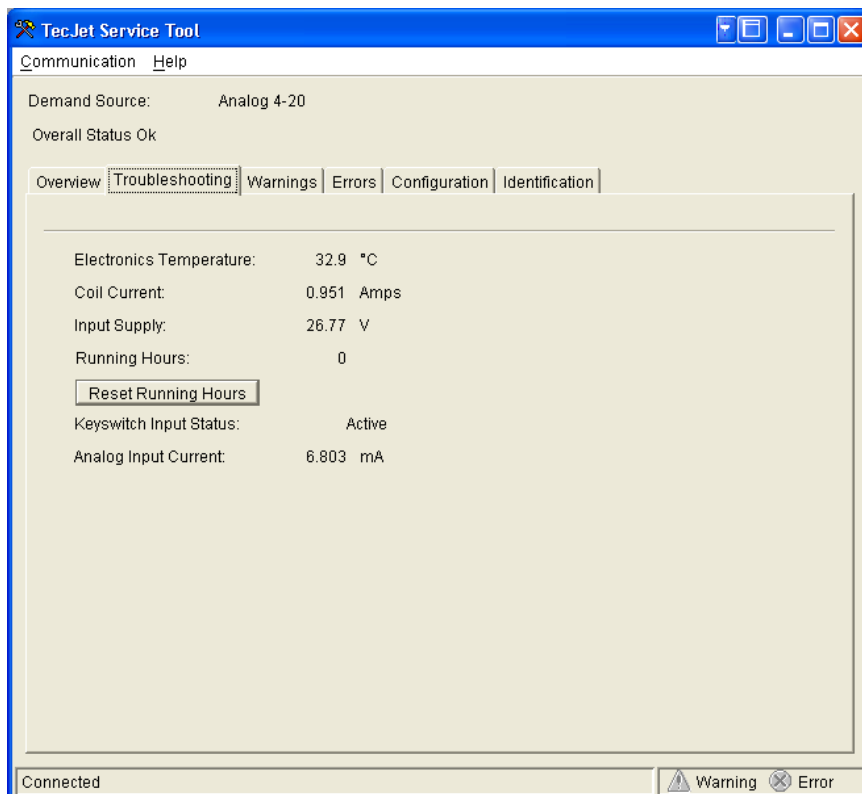 TecJet Service Tool
Communication Help
Demand Source: Analog 4-20
Overall Status Ok
Overview Troubleshooting Warnings Errors Configuration Identification
Electronics Temperature: 32.9 °C
Coil Current: 0.951 Amps
Input Supply: 26.77 V
Running Hours: 0
Reset Running Hours
Keyswitch Input Status: Active
Analog Input Current: 6.803 mA
Connected Warning Error